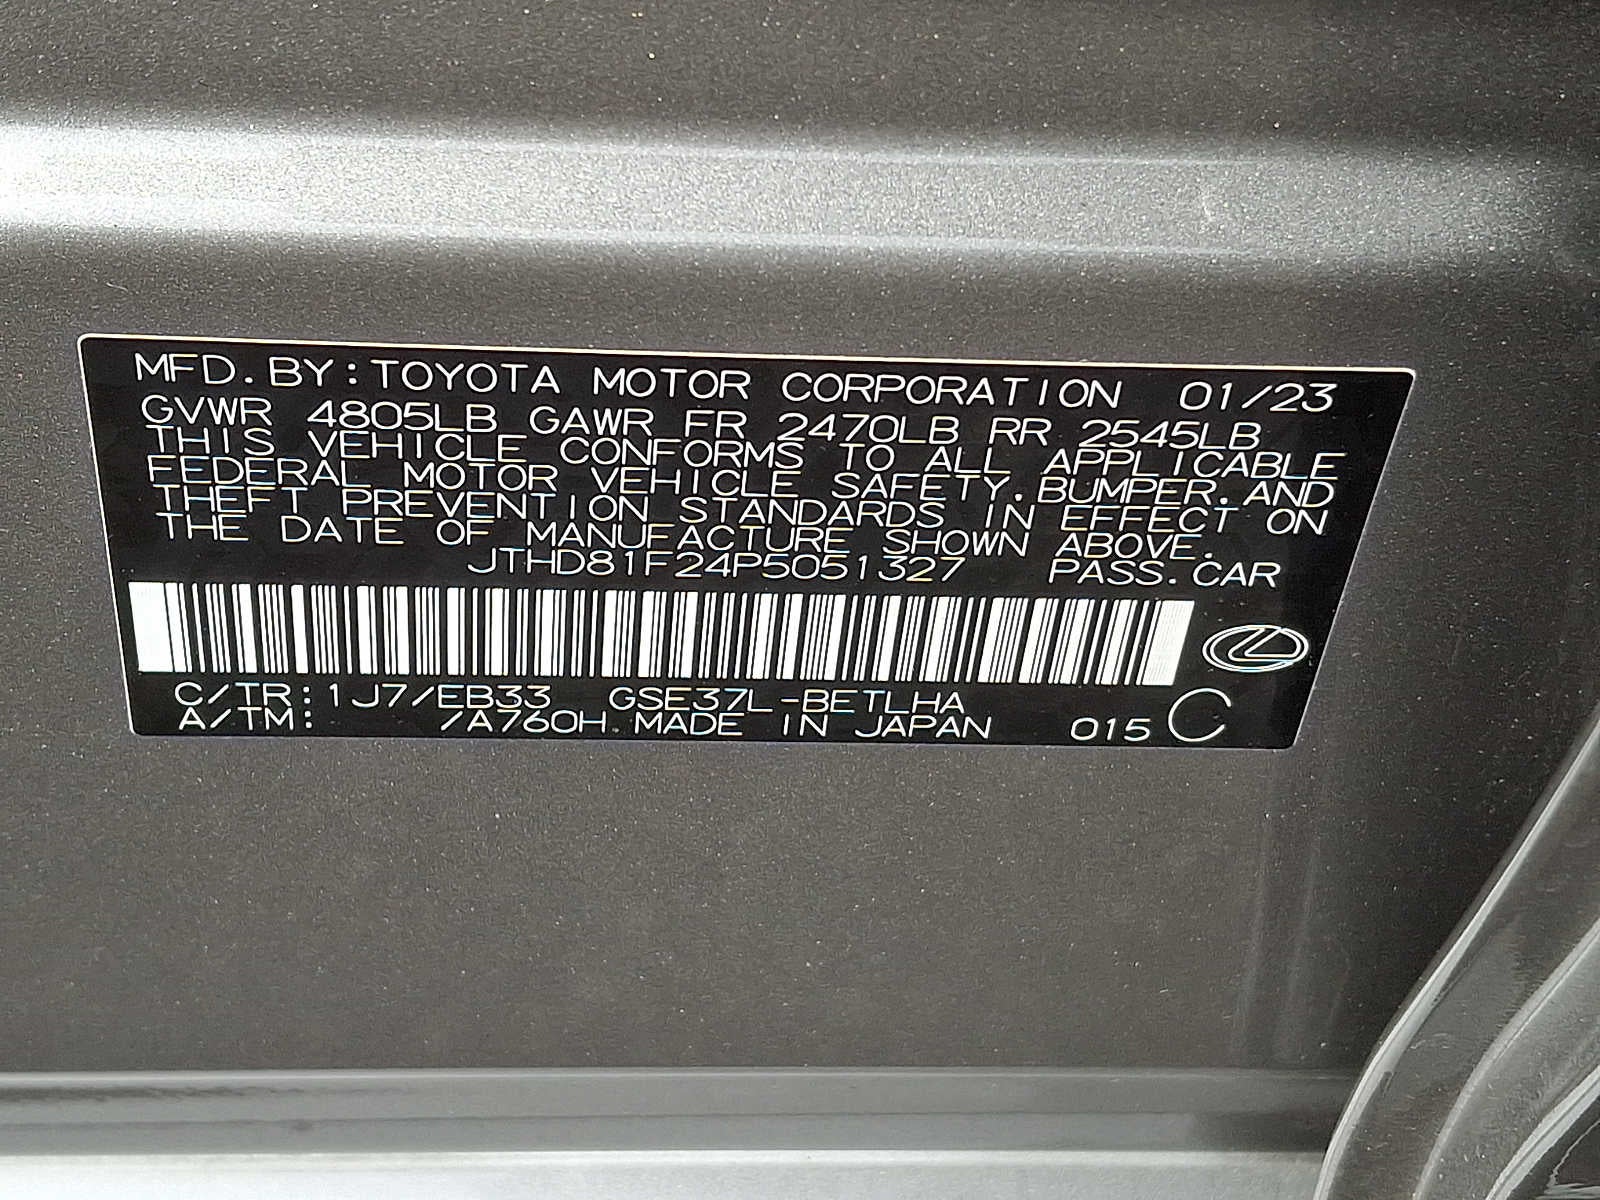 MFD.BY:TOYOTA MOTOR CORPORATION 01/23
GVWR 4805LB GAWR FR 2470LB RR 2545LB
THIS VEHICLE CONFORMS TO ALL APPLICABLE
FEDERAL MOTOR VEHICLE SAFETY.BUMPER.AND
THEFT PREVENTION STANDARDS IN EFFECT ON
THE DATE OF MANUFACTURE SHOWN ABOVE.
JTHD81F24P5051327 PASS.CAR
C/TR:1J7/EB33 GSE37L-BETLHA
A/TM: /A760H MADE IN JAPAN 015 C